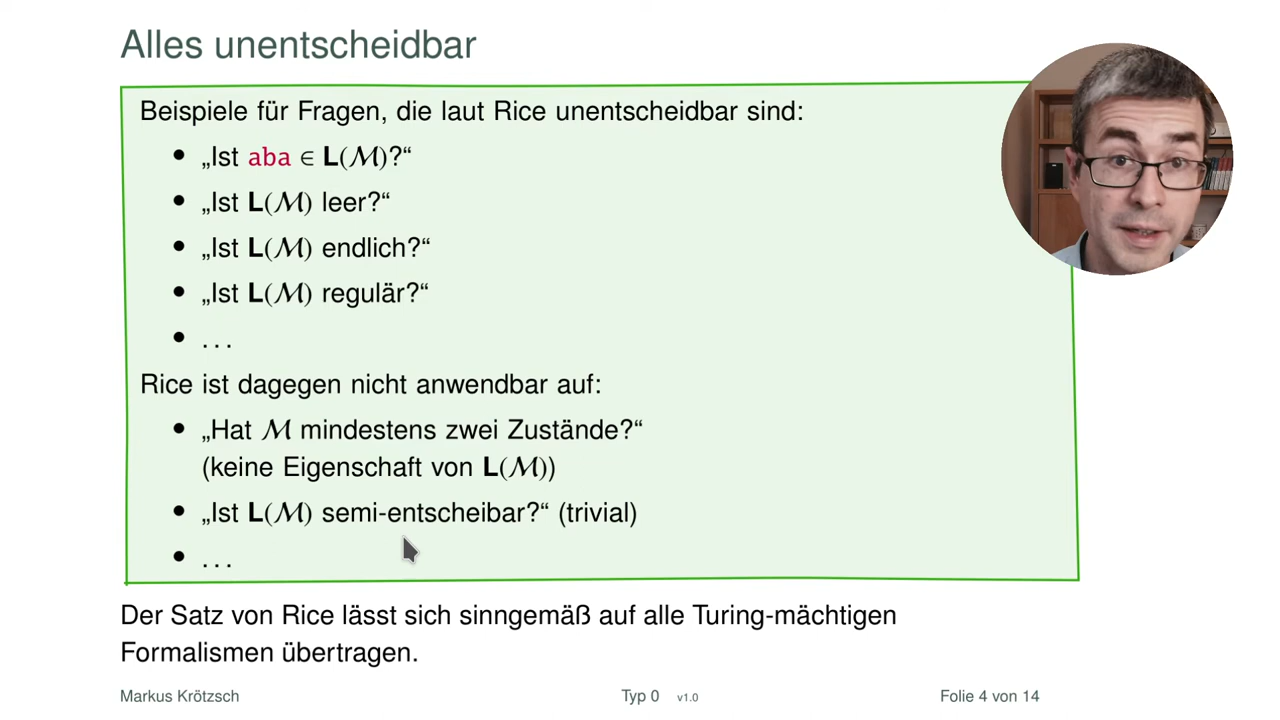 Alles unentscheidbar
Beispiele für Fragen, die laut Rice unentscheidbar sind:
• „Ist aba ∈ L(M)?“
• „Ist L(M) leer?“
• „Ist L(M) endlich?“
• „Ist L(M) regulär?“
• . . .
Rice ist dagegen nicht anwendbar auf:
• „Hat M mindestens zwei Zustände?“
(keine Eigenschaft von L(M))
• „Ist L(M) semi-entscheibar?“ (trivial)
• . . .
Der Satz von Rice lässt sich sinngemäß auf alle Turing-mächtigen
Formalismen übertragen.
Markus Krötzsch Typ 0 v1.0 Folie 4 von 14